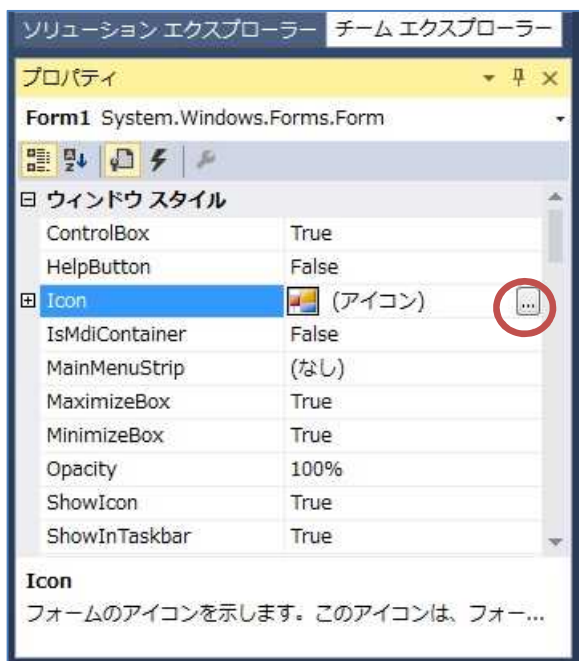 ソリューション エクスプローラー チーム エクスプローラー
プロパティ
Form1 System.Windows.Forms.Form
ウィンドウ スタイル
ControlBox True
HelpButton False
Icon (アイコン) ...
IsMdiContainer False
MainMenuStrip (なし)
MaximizeBox True
MinimizeBox True
Opacity 100%
ShowIcon True
ShowInTaskbar True
Icon
フォームのアイコンを示します。このアイコンは、フォー...